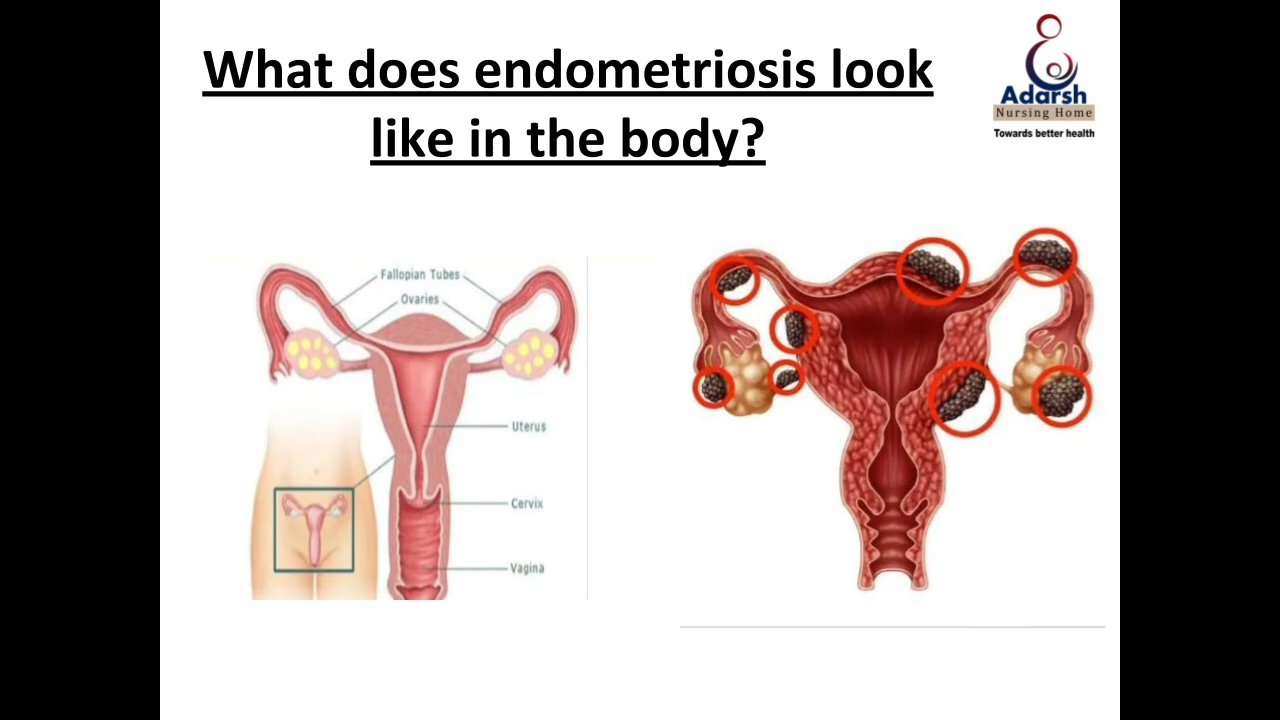 What does endometriosis look
like in the body?
Adarsh
Nursing Home
Towards better health
Fallopian Tubes
Ovaries
Uterus
Cervix
Vagina